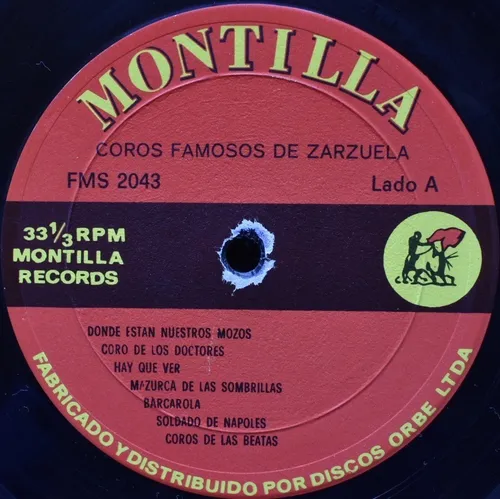 MONTILLA
COROS FAMOSOS DE ZARZUELA
FMS 2043
Lado A
33 1/3 RPM
MONTILLA
RECORDS
DONDE ESTAN NUESTROS MOZOS
CORO DE LOS DOCTORES
HAY QUE VER
MAZURCA DE LAS SOMBRILLAS
BARCAROLA
SOLDADO DE NAPOLES
COROS DE LAS BEATAS
FABRICADO Y DISTRIBUIDO POR DISCOS ORBE LTDA